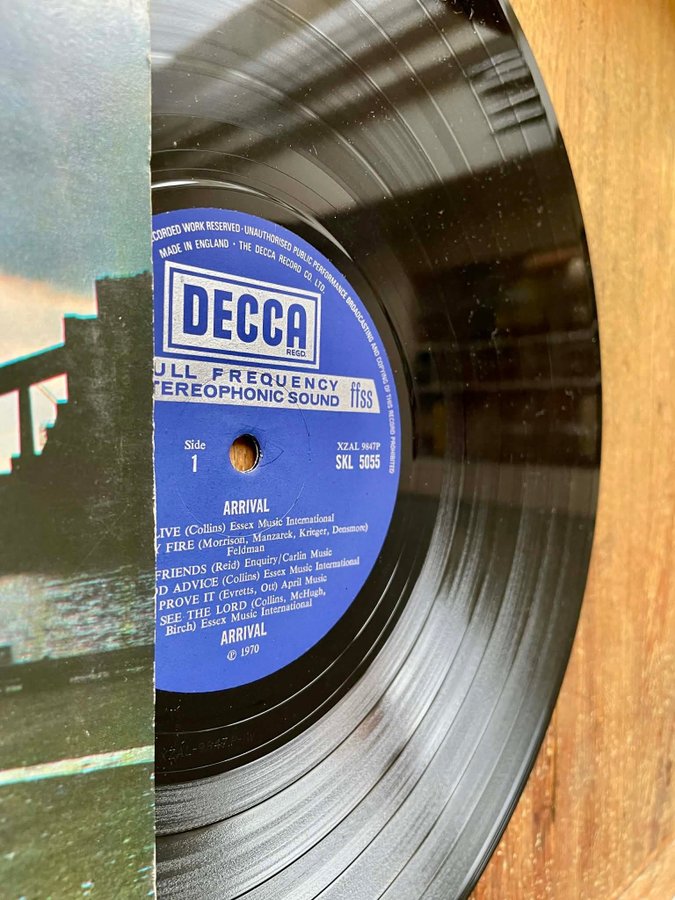 CORDED WORK RESERVED · UNAUTHORISED PUBLIC PERFORMANCE BROADCASTING AND COPYING OF THIS RECORD PROHIBITED
MADE IN ENGLAND · THE DECCA RECORD CO. LTD.
DECCA
REGD.
ULL FREQUENCY
TEREOPHONIC SOUND ffss
Side
1
XZAL 9847P
SKL 5055
ARRIVAL
LIVE (Collins) Essex Music International
Y FIRE (Morrison, Manzarek, Krieger, Densmore)
Feldman
FRIENDS (Reid) Enquiry/Carlin Music
D ADVICE (Collins) Essex Music International
PROVE IT (Evretts, Ott) April Music
SEE THE LORD (Collins, McHugh,
Birch) Essex Music International
ARRIVAL
℗ 1970